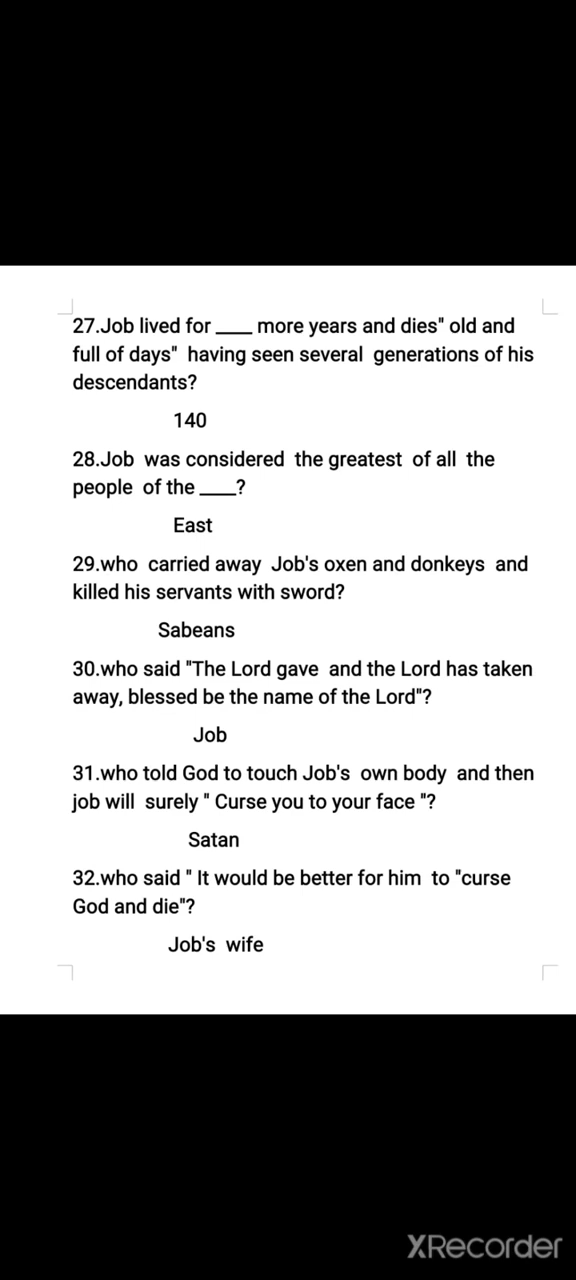 27.Job lived for ____ more years and dies" old and
full of days" having seen several generations of his
descendants?
140
28.Job was considered the greatest of all the
people of the ____?
East
29.who carried away Job's oxen and donkeys and
killed his servants with sword?
Sabeans
30.who said "The Lord gave and the Lord has taken
away, blessed be the name of the Lord"?
Job
31.who told God to touch Job's own body and then
job will surely " Curse you to your face "?
Satan
32.who said " It would be better for him to "curse
God and die"?
Job's wife
XRecorder